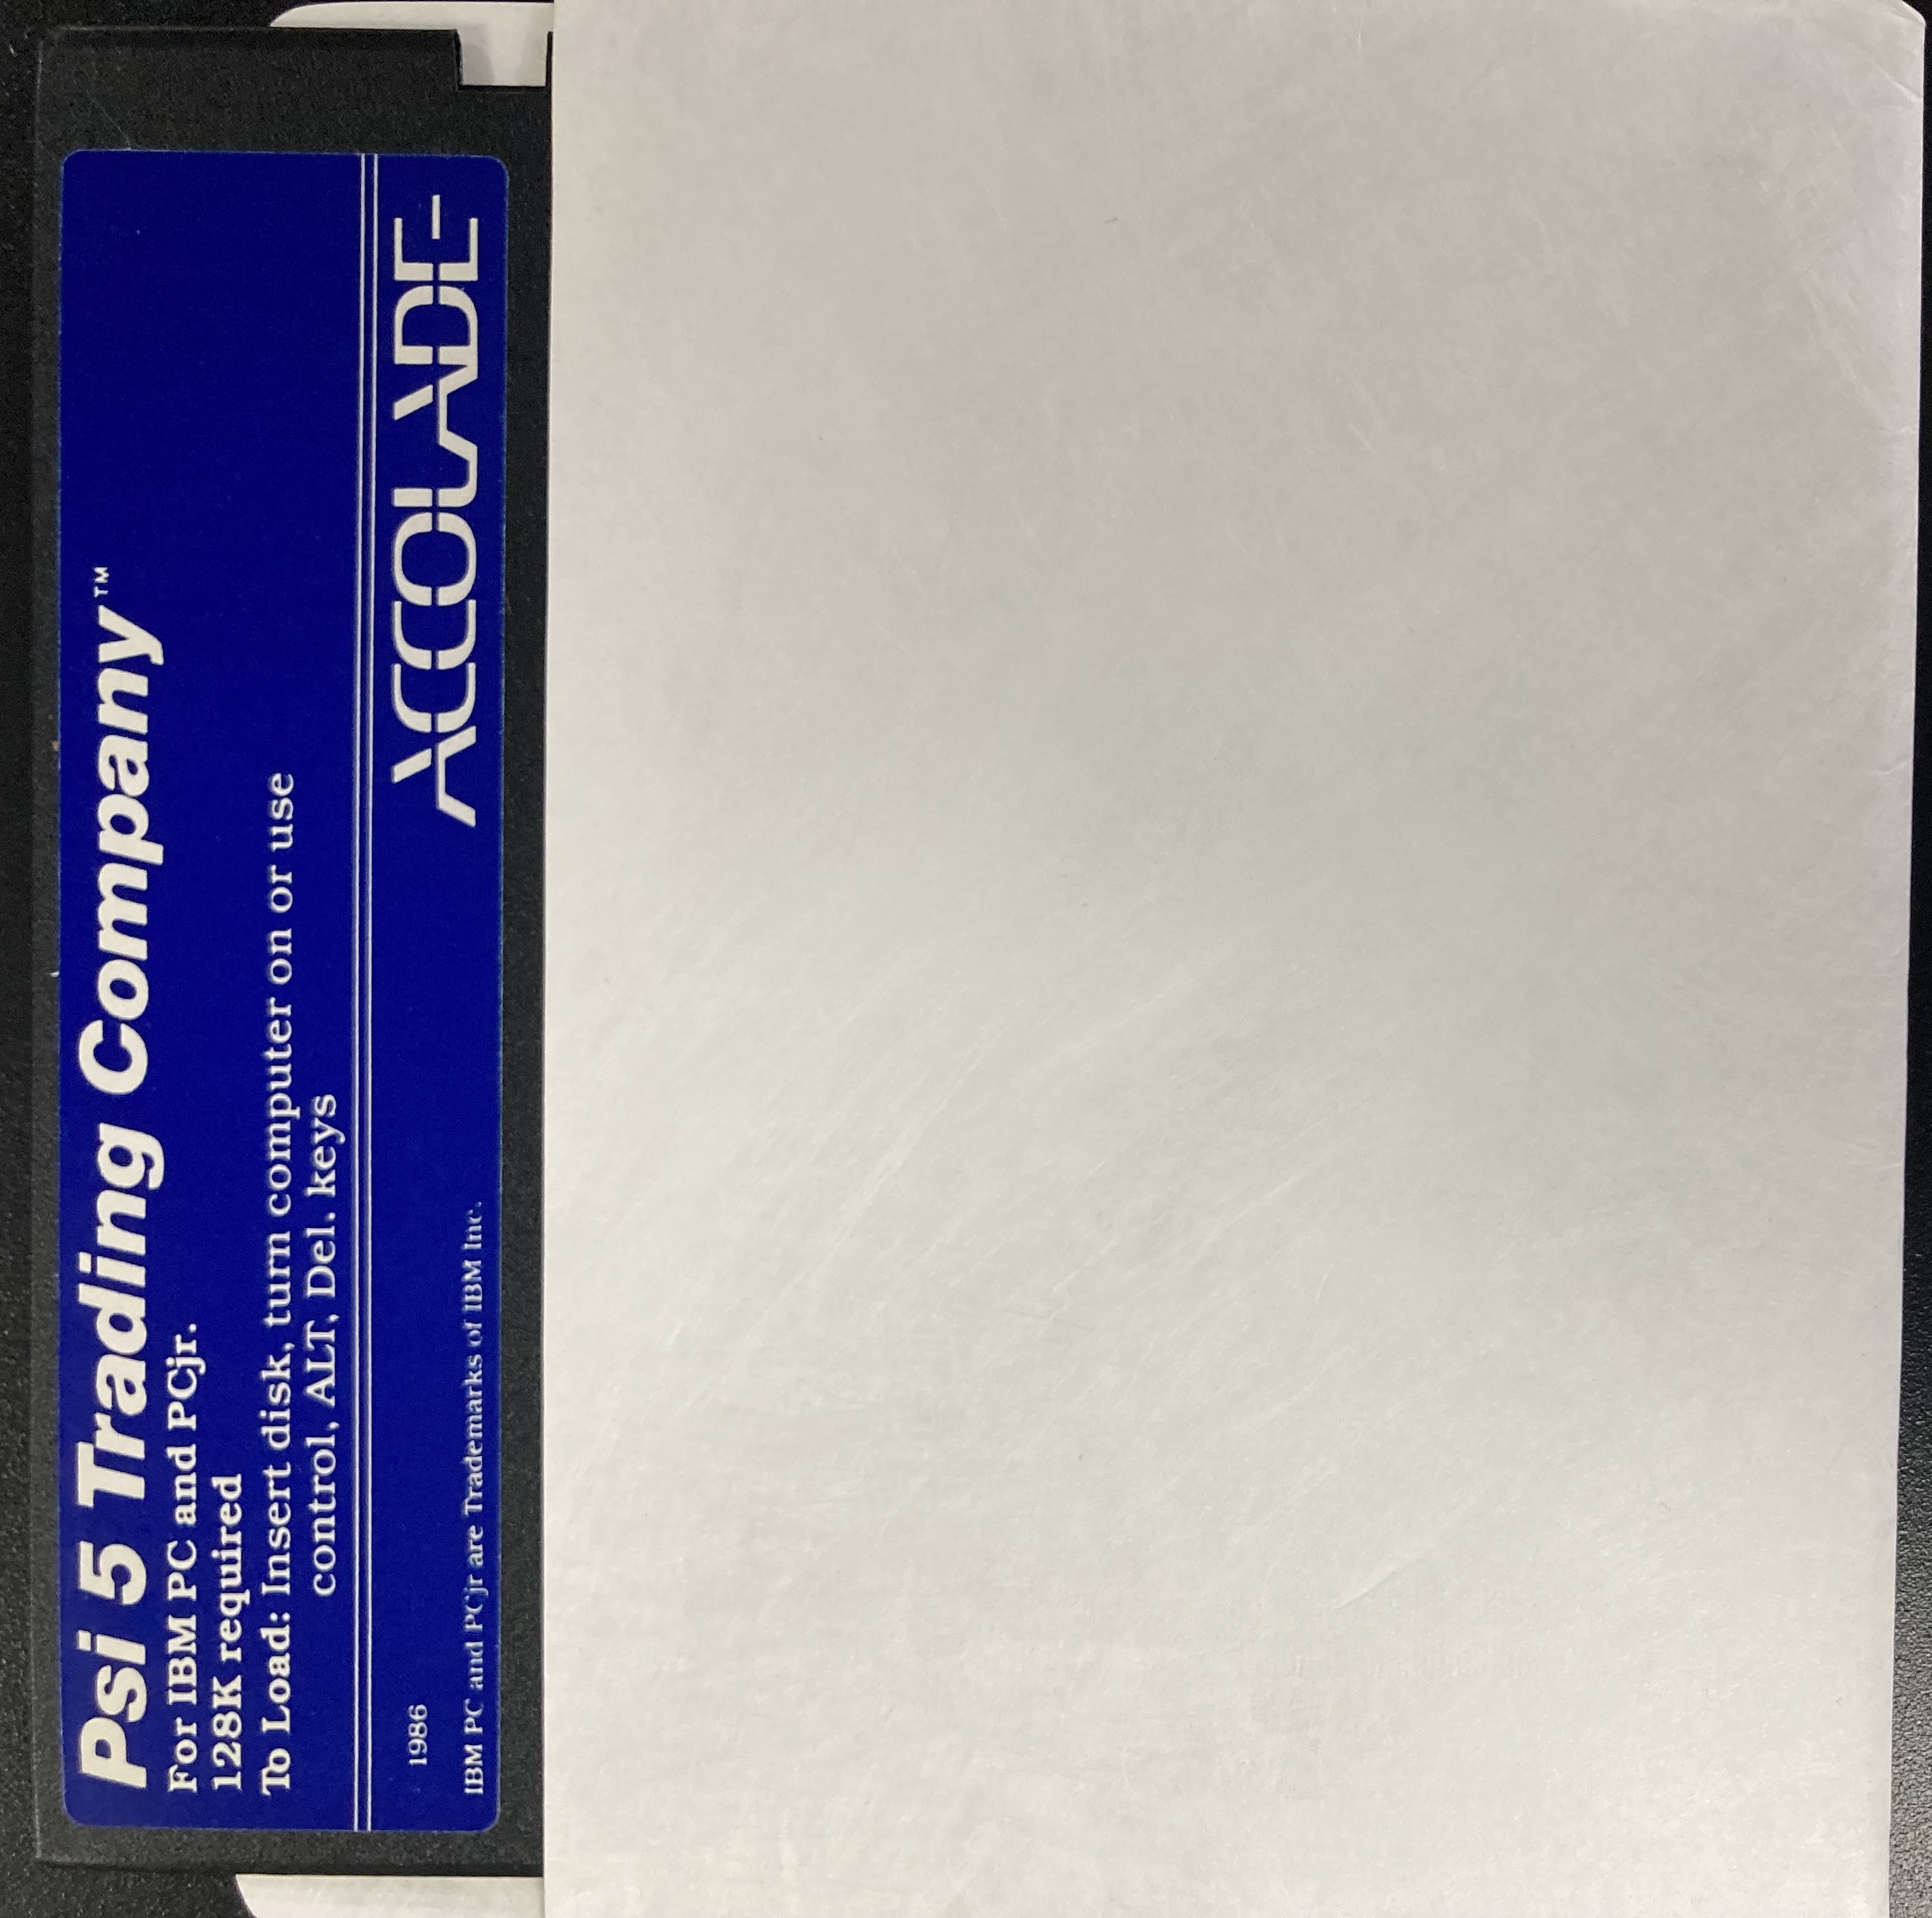 Psi 5 Trading Company™
For IBM PC and PCjr.
128K required
To Load: Insert disk, turn computer on or use
control, ALT, Del. keys
1986
ACCOLADE
IBM PC and PCjr are Trademarks of IBM Inc.